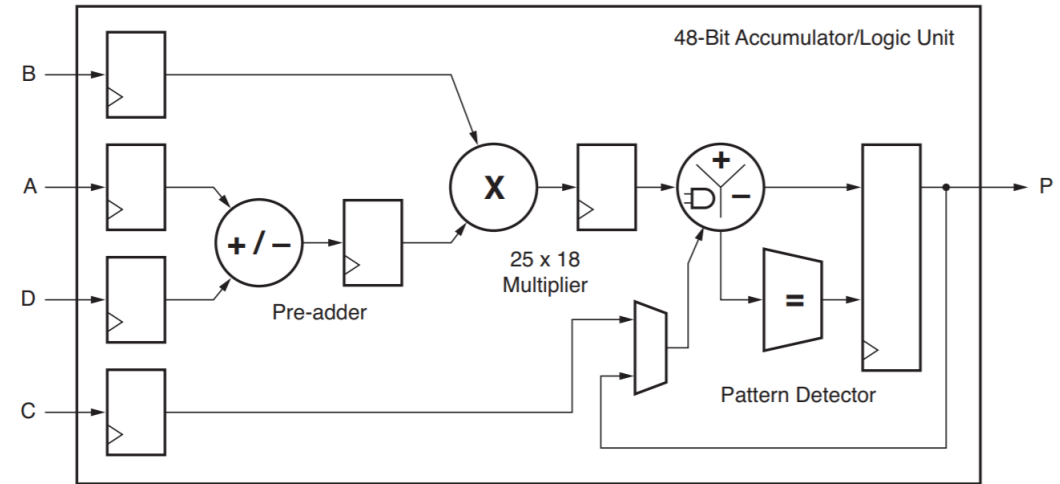 48-Bit Accumulator/Logic Unit
B
A
D
C
+ / −
Pre-adder
X
25 x 18
Multiplier
+
−
=
Pattern Detector
P